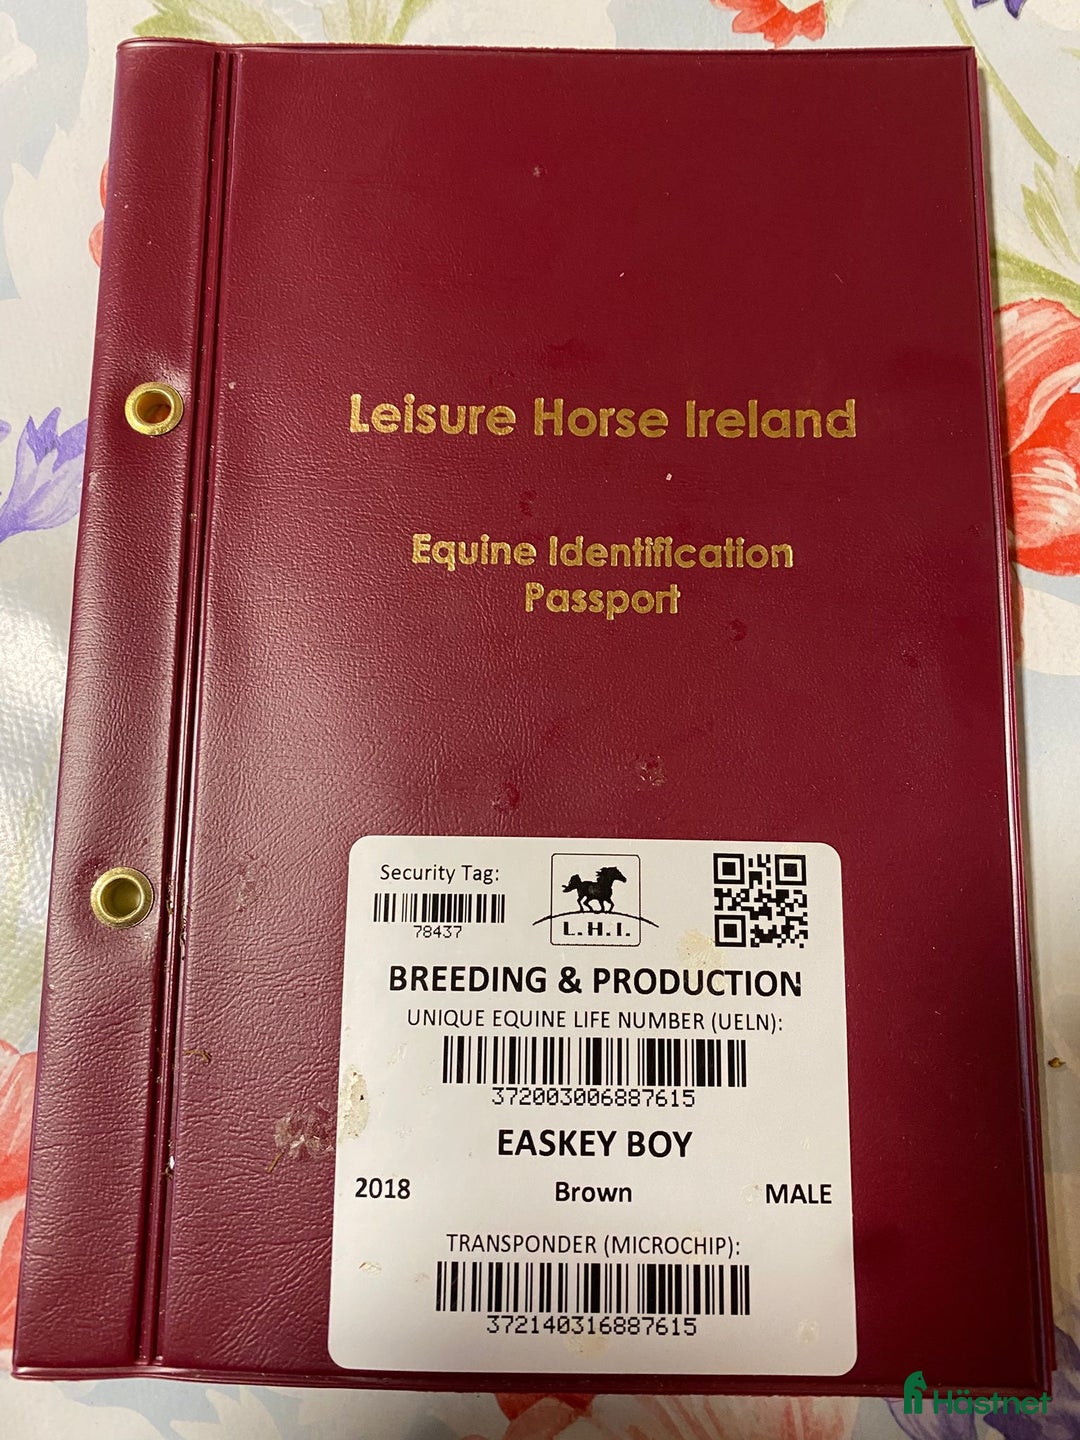 Leisure Horse Ireland
Equine Identification
Passport
Security Tag:
78437
L.H.I.
BREEDING & PRODUCTION
UNIQUE EQUINE LIFE NUMBER (UELN):
372003006887615
EASKEY BOY
2018 Brown MALE
TRANSPONDER (MICROCHIP):
372140316887615
Hästnet